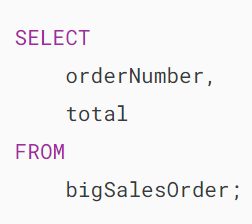 SELECT
    orderNumber,
    total
FROM
    bigSalesOrder;